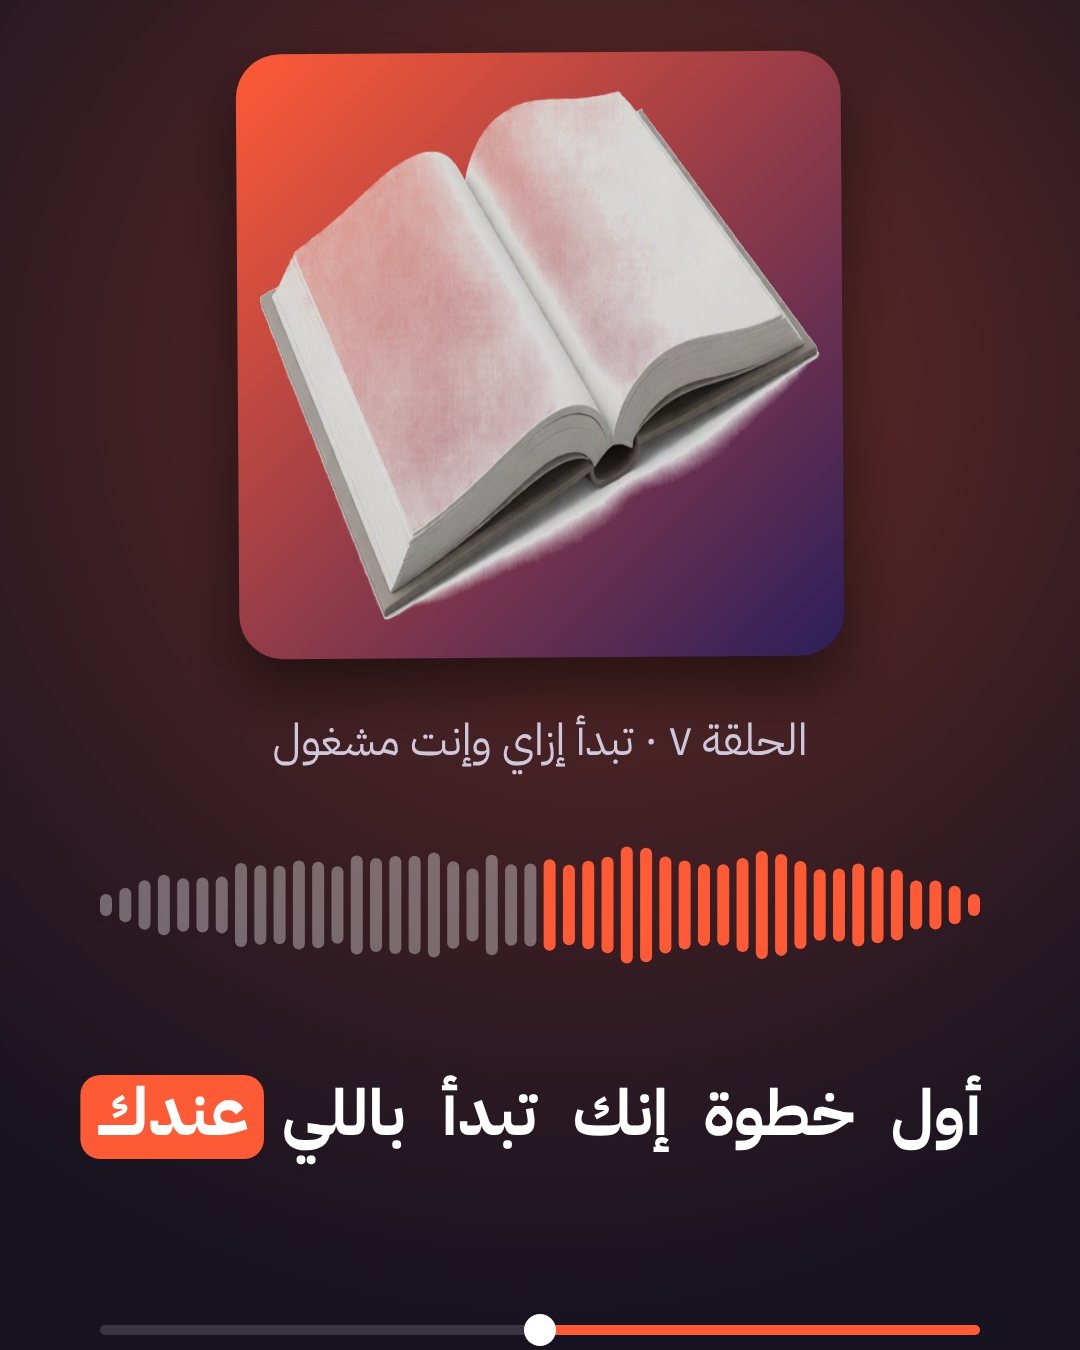 الحلقة ٧ · تبدأ إزاي وإنت مشغول
أول خطوة إنك تبدأ باللي عندك